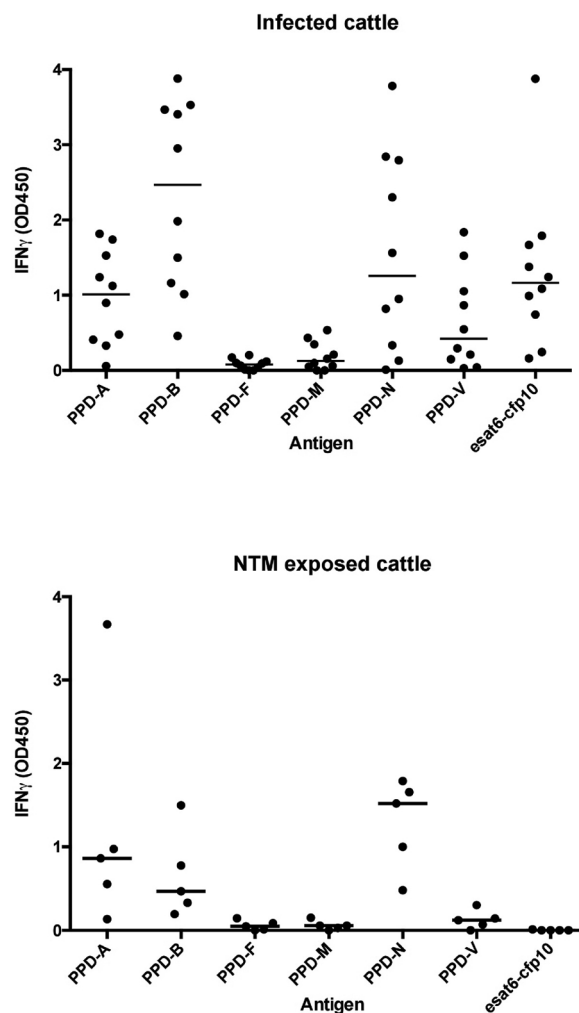 Infected cattle
4
3
2
1
0
IFNγ (OD450)
PPD-A
PPD-B
PPD-F
PPD-M
PPD-N
PPD-V
esat6-cfp10
Antigen
NTM exposed cattle
4
3
2
1
0
IFNγ (OD450)
PPD-A
PPD-B
PPD-F
PPD-M
PPD-N
PPD-V
esat6-cfp10
Antigen